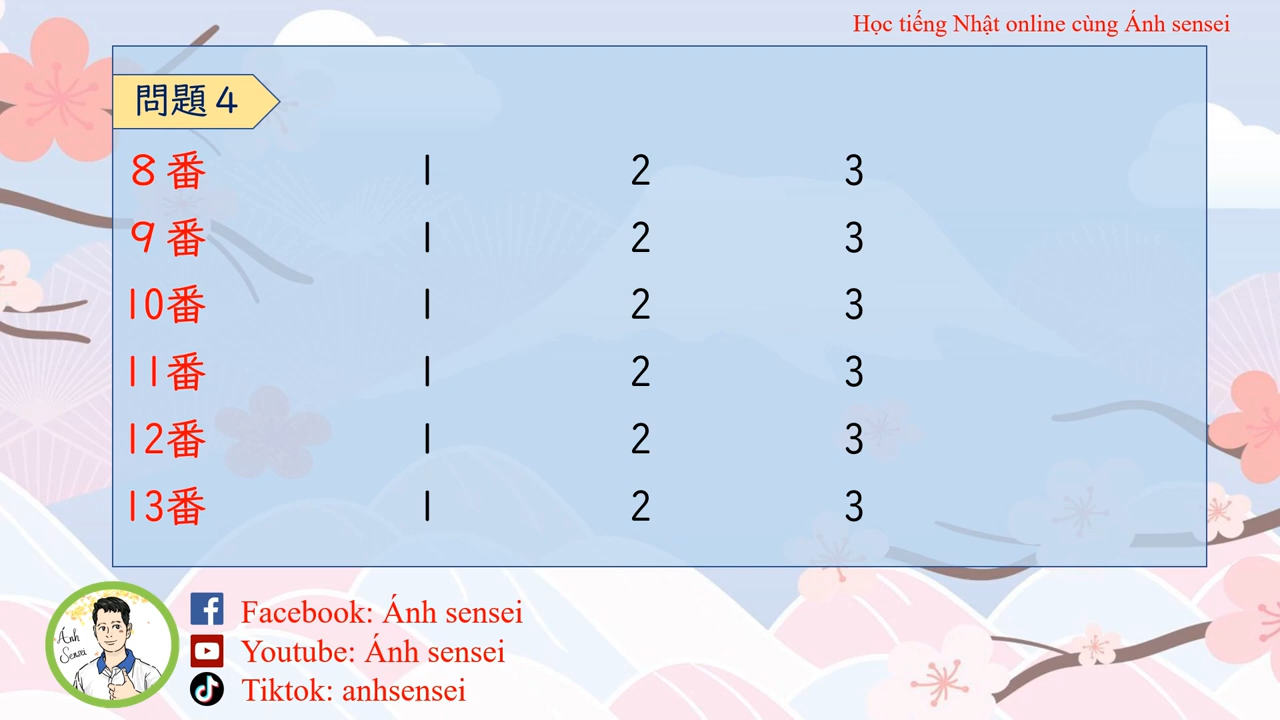 Học tiếng Nhật online cùng Ánh sensei
問題4
8番 1 2 3
9番 1 2 3
10番 1 2 3
11番 1 2 3
12番 1 2 3
13番 1 2 3
Ánh
Sensei
Facebook: Ánh sensei
Youtube: Ánh sensei
Tiktok: anhsensei